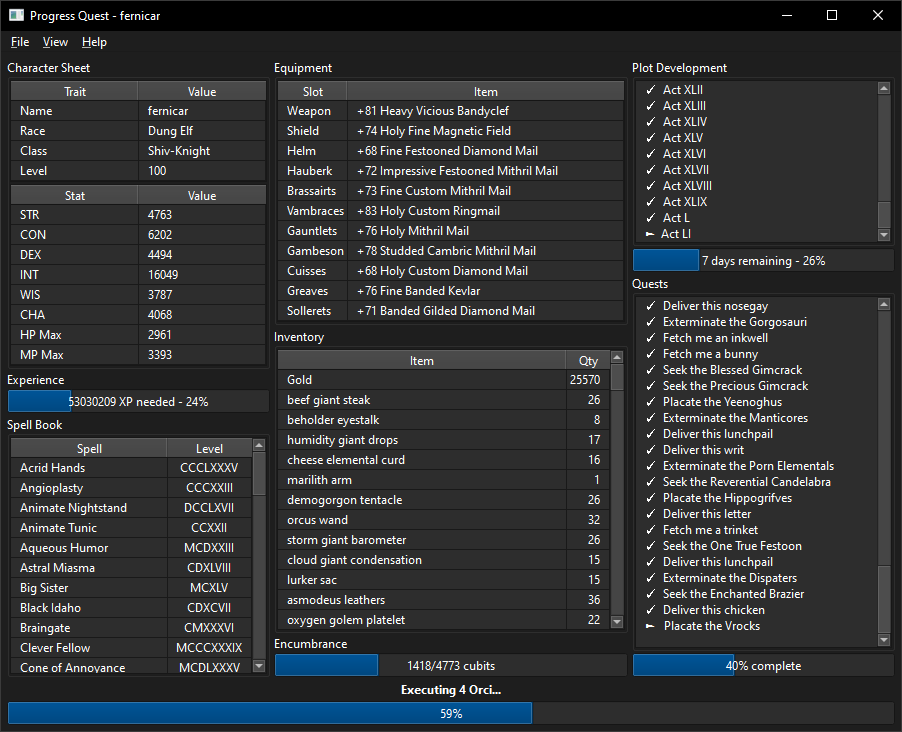 Progress Quest - fernicar
File View Help
Character Sheet
Trait Value
Name fernicar
Race Dung Elf
Class Shiv-Knight
Level 100
Stat Value
STR 4763
CON 6202
DEX 4494
INT 16049
WIS 3787
CHA 4068
HP Max 2961
MP Max 3393
Experience
53030209 XP needed - 24%
Spell Book
Spell Level
Acrid Hands CCCLXXXV
Angioplasty CCCXXIII
Animate Nightstand DCCLXVII
Animate Tunic CCXXII
Aqueous Humor MCDXXIII
Astral Miasma CDXLVIII
Big Sister MCXLV
Black Idaho CDXCVII
Braingate CMXXXVI
Clever Fellow MCCCXXXIX
Cone of Annoyance MCDLXXXV
Equipment
Slot Item
Weapon +81 Heavy Vicious Bandyclef
Shield +74 Holy Fine Magnetic Field
Helm +68 Fine Festooned Diamond Mail
Hauberk +72 Impressive Festooned Mithril Mail
Brassairts +73 Fine Custom Mithril Mail
Vambraces +83 Holy Custom Ringmail
Gauntlets +76 Holy Mithril Mail
Gambeson +78 Studded Cambric Mithril Mail
Cuisses +68 Holy Custom Diamond Mail
Greaves +76 Fine Banded Kevlar
Sollerets +71 Banded Gilded Diamond Mail
Inventory
Item Qty
Gold 25570
beef giant steak 26
beholder eyestalk 8
humidity giant drops 17
cheese elemental curd 16
marilith arm 1
demogorgon tentacle 26
orcus wand 32
storm giant barometer 26
cloud giant condensation 15
lurker sac 15
asmodeus leathers 36
oxygen golem platelet 22
Encumbrance
1418/4773 cubits
Plot Development
✓ Act XLII
✓ Act XLIII
✓ Act XLIV
✓ Act XLV
✓ Act XLVI
✓ Act XLVII
✓ Act XLVIII
✓ Act XLIX
✓ Act L
► Act LI
7 days remaining - 26%
Quests
✓ Deliver this nosegay
✓ Exterminate the Gorgosauri
✓ Fetch me an inkwell
✓ Fetch me a bunny
✓ Seek the Blessed Gimcrack
✓ Seek the Precious Gimcrack
✓ Placate the Yeenoghus
✓ Exterminate the Manticores
✓ Deliver this lunchpail
✓ Deliver this writ
✓ Exterminate the Porn Elementals
✓ Seek the Reverential Candelabra
✓ Placate the Hippogrifves
✓ Deliver this letter
✓ Fetch me a trinket
✓ Seek the One True Festoon
✓ Deliver this lunchpail
✓ Exterminate the Dispaters
✓ Seek the Enchanted Brazier
✓ Deliver this chicken
► Placate the Vrocks
40% complete
Executing 4 Orci...
59%